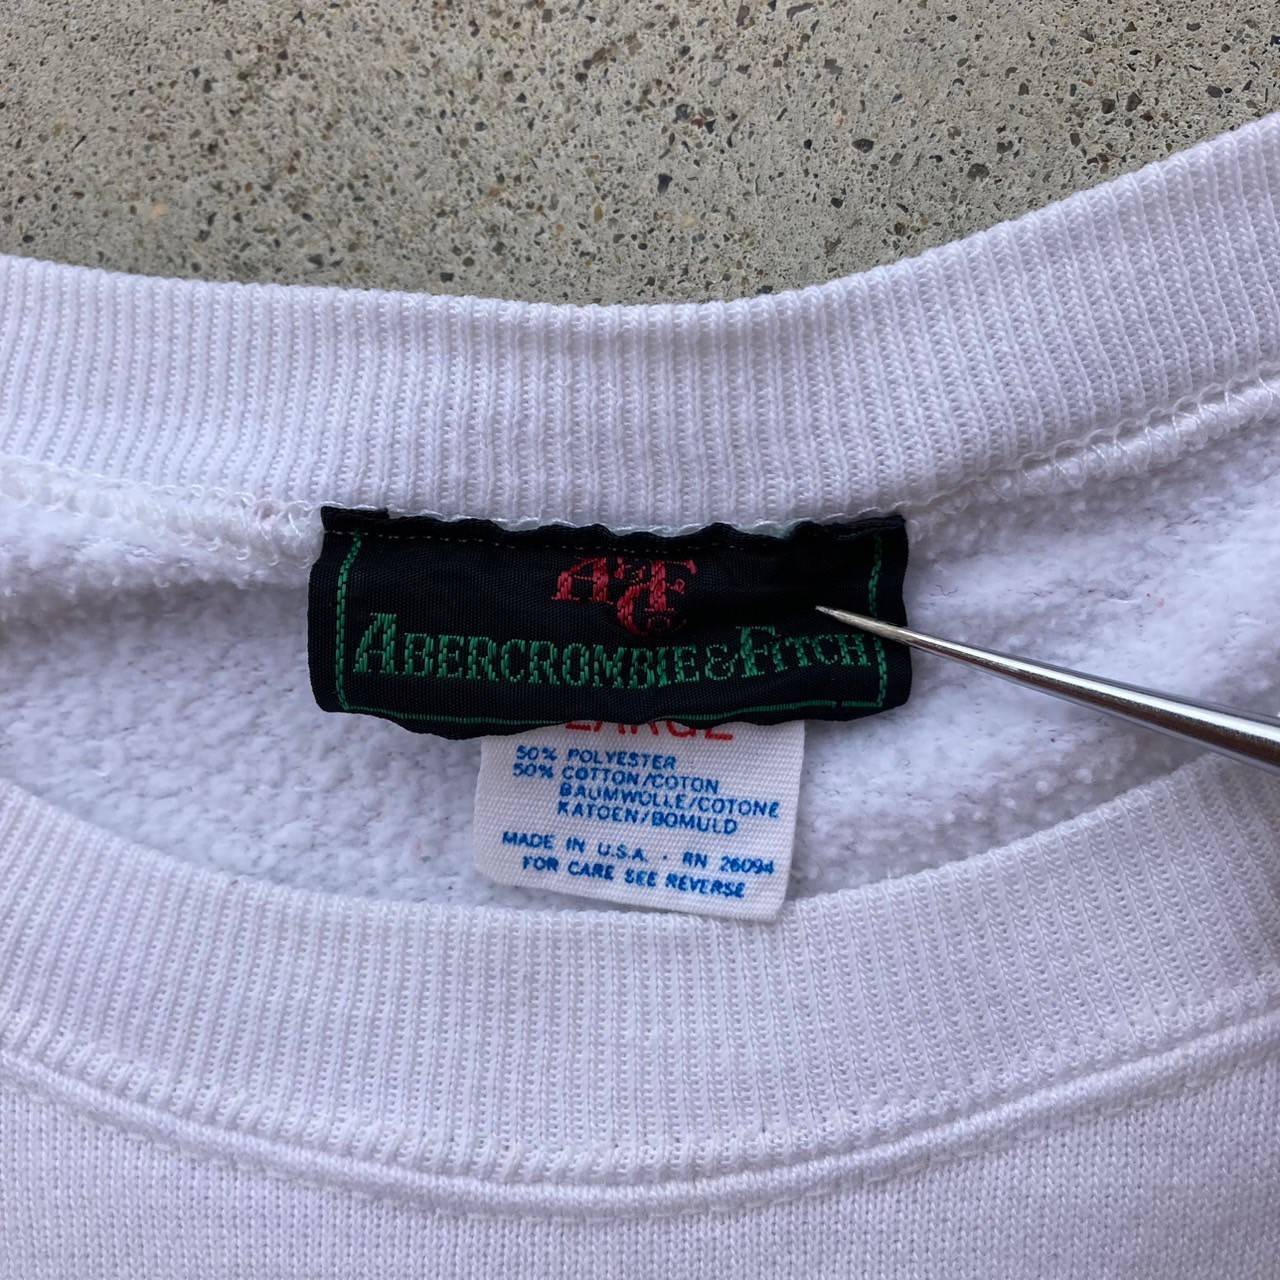 A&F Co
ABERCROMBIE & FITCH
LARGE
50% POLYESTER
50% COTTON/COTON
BAUMWOLLE/COTONE
KATOEN/BOMULD
MADE IN U.S.A. · RN 26094
FOR CARE SEE REVERSE